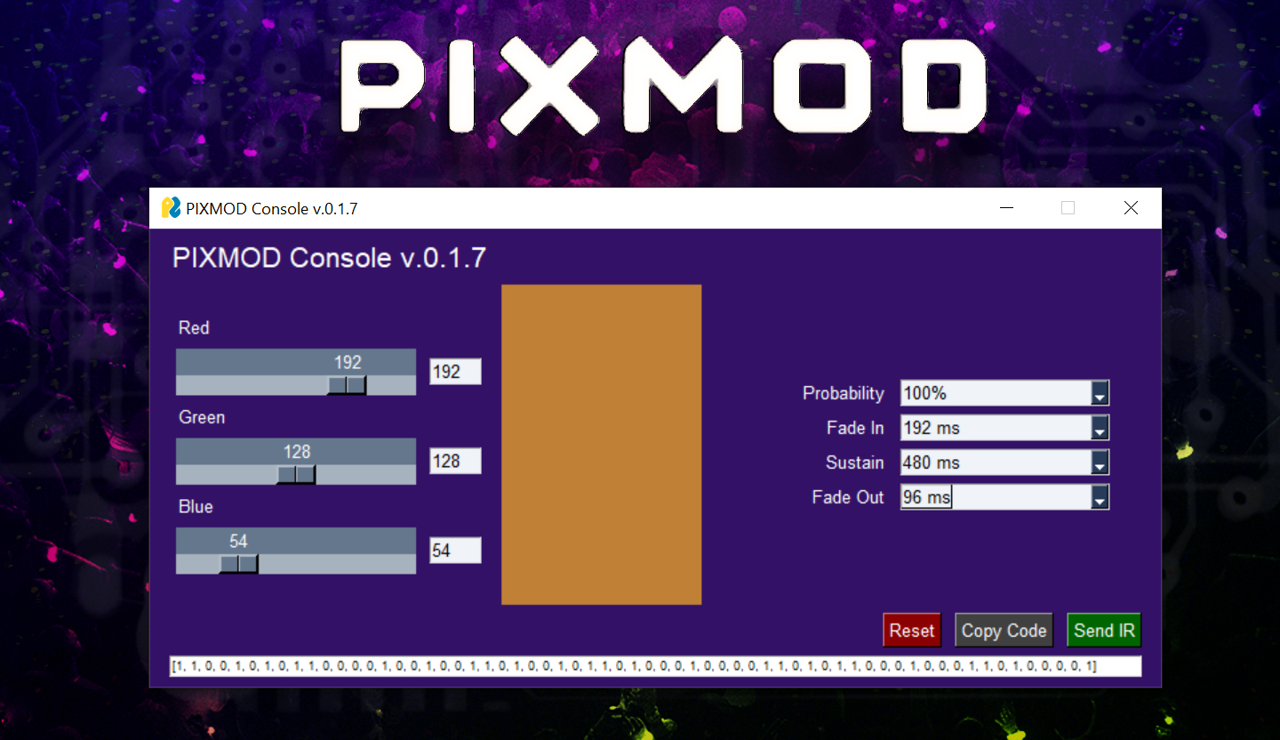 PIXMOD
PIXMOD Console v.0.1.7
PIXMOD Console v.0.1.7
Red
192
192
Green
128
128
Blue
54
54
Probability 100%
Fade In 192 ms
Sustain 480 ms
Fade Out 96 ms
Reset Copy Code Send IR
[1, 1, 0, 0, 1, 0, 1, 0, 1, 1, 0, 0, 0, 0, 1, 0, 0, 1, 0, 0, 1, 1, 0, 1, 0, 0, 1, 0, 1, 1, 0, 1, 0, 0, 0, 1, 0, 0, 0, 0, 1, 1, 0, 1, 0, 1, 1, 0, 0, 0, 1, 0, 0, 0, 1, 1, 0, 1, 0, 0, 0, 0, 1]